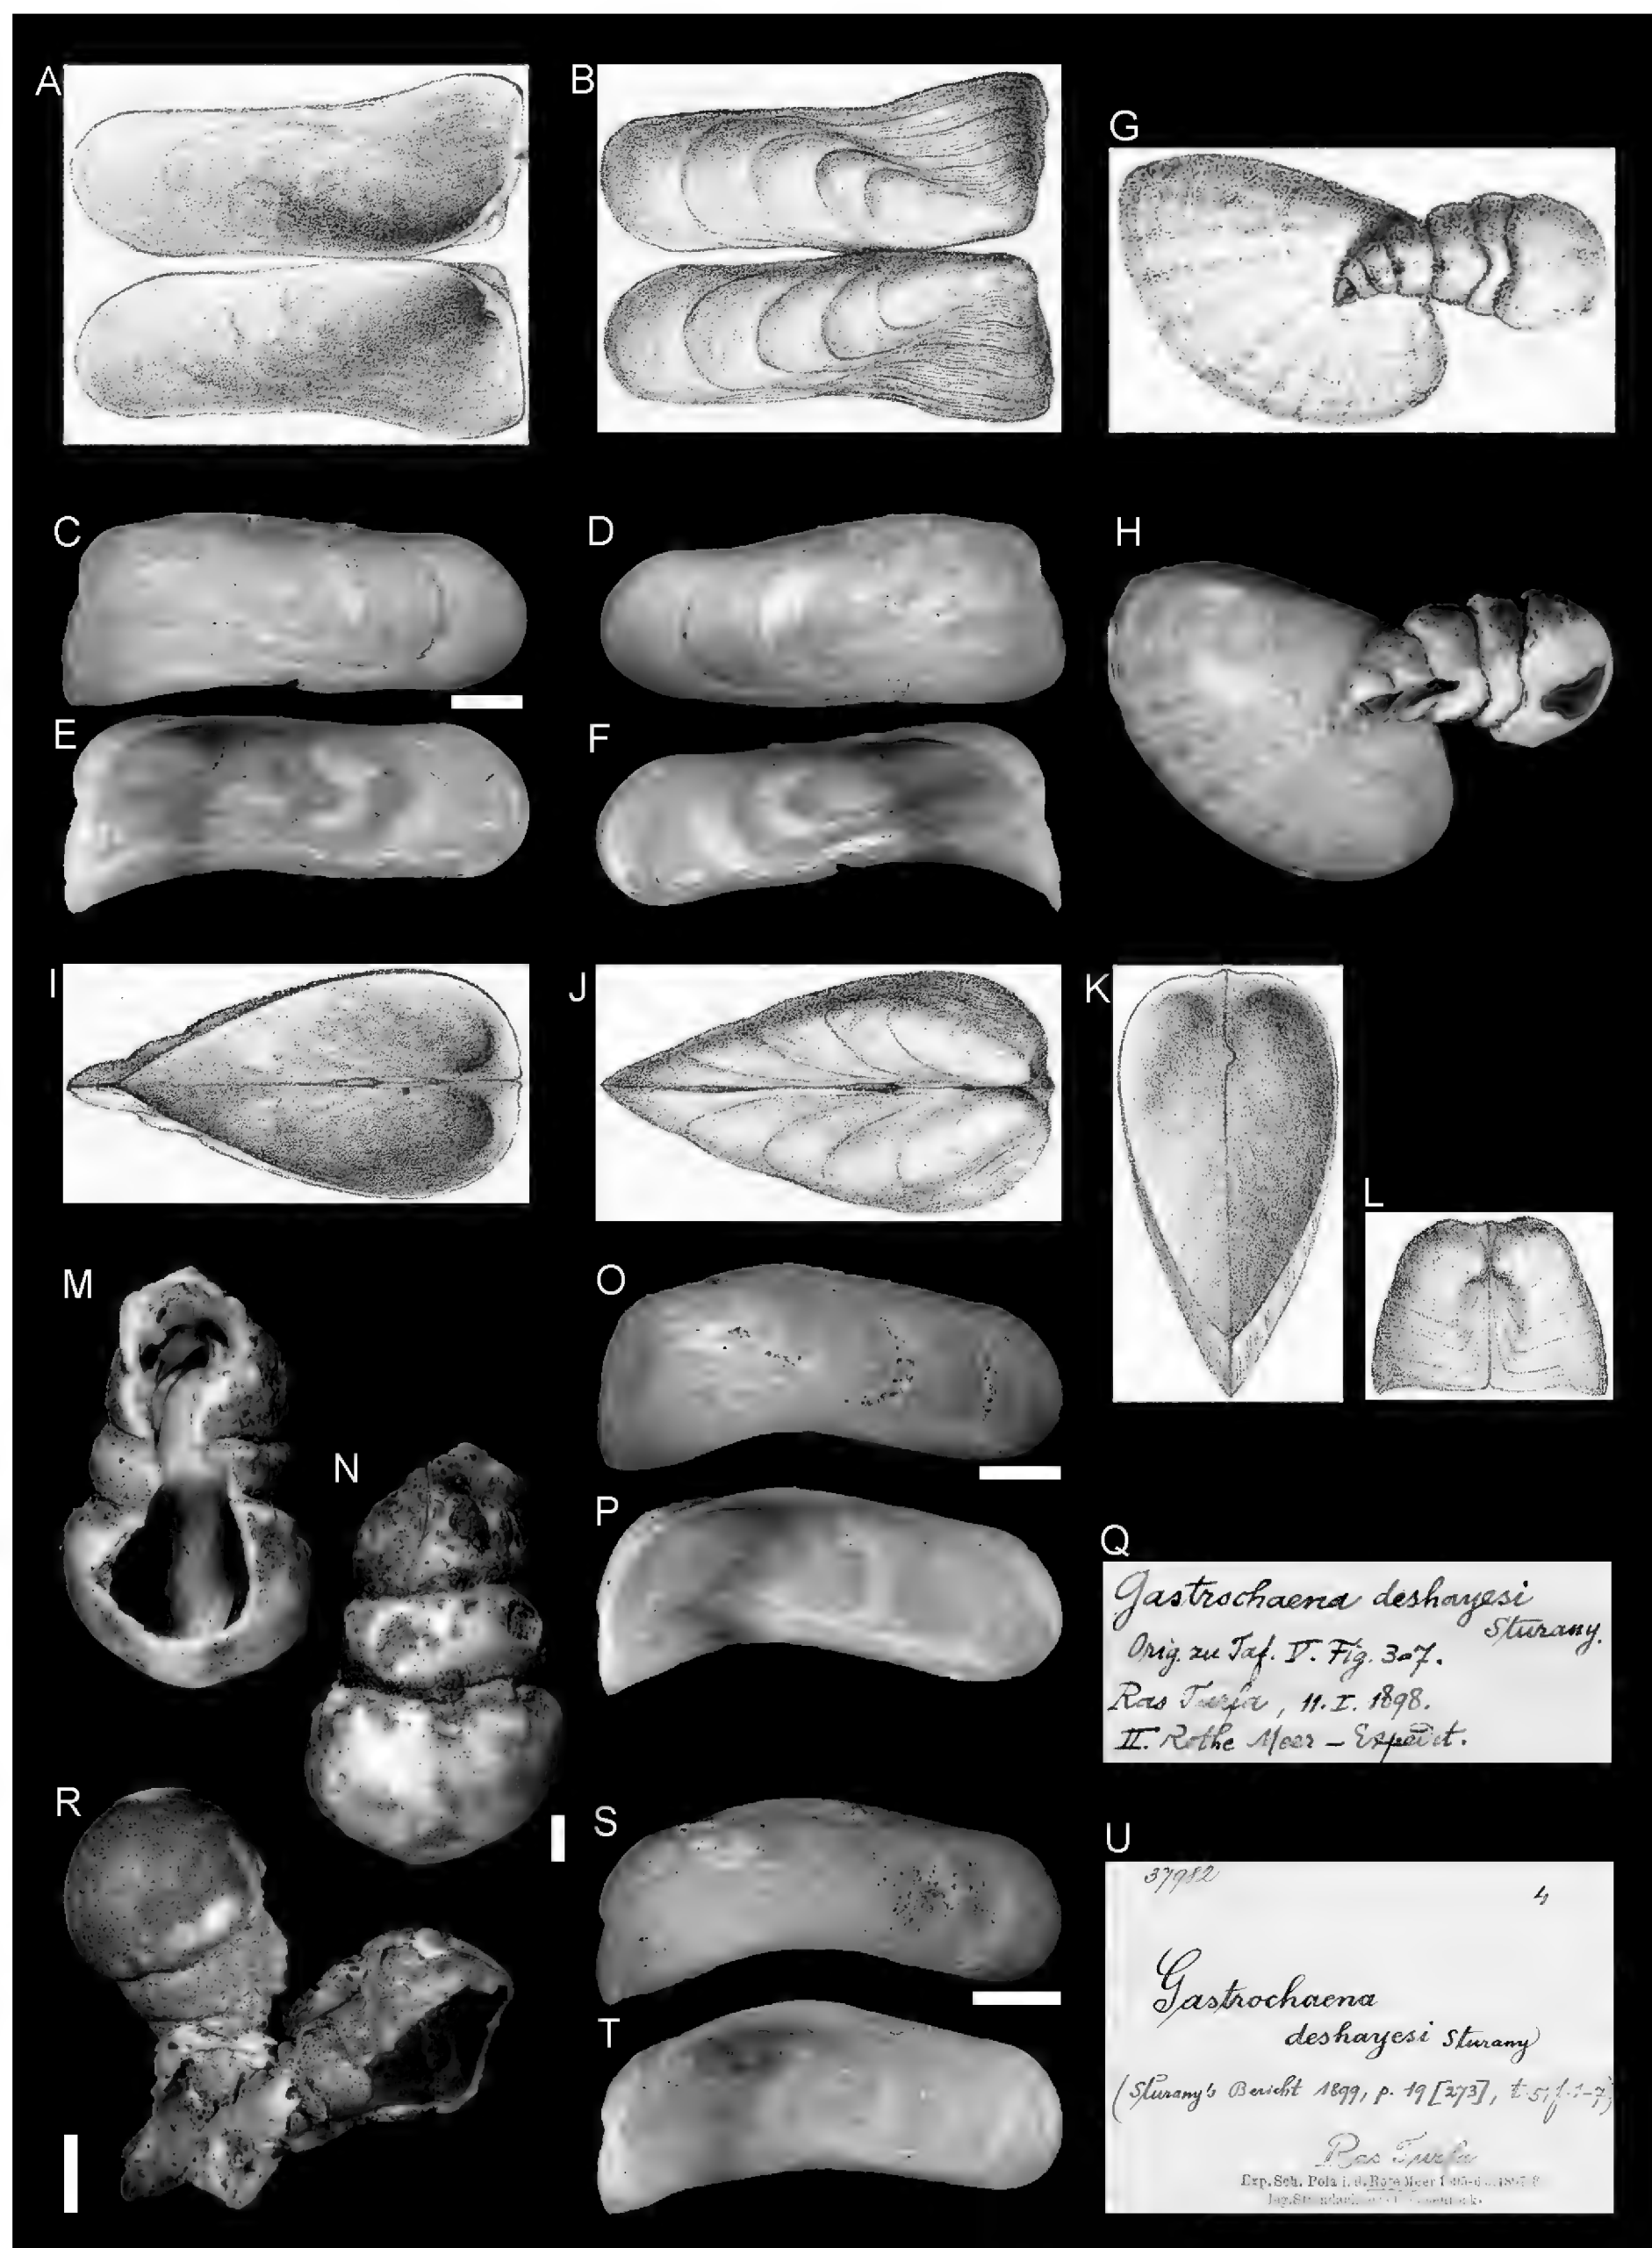 A
B
G
C
D
H
E
F
I
J
K
L
M
O
N
P
Q
Gastrochaena deshayesi
Sturany.
Orig. zu Taf. V. Fig. 3-7.
Ras Turfa, 11. I. 1898.
II. Rothe Meer - Expedit.
R
S
U
37982
4
Gastrochaena
deshayesi Sturany
(Sturany's Bericht 1899, p. 19 [273], t. 5, f. 1-7)
T
Ras Turfa
Exp. Sch. Pola i. d. Rote Meer